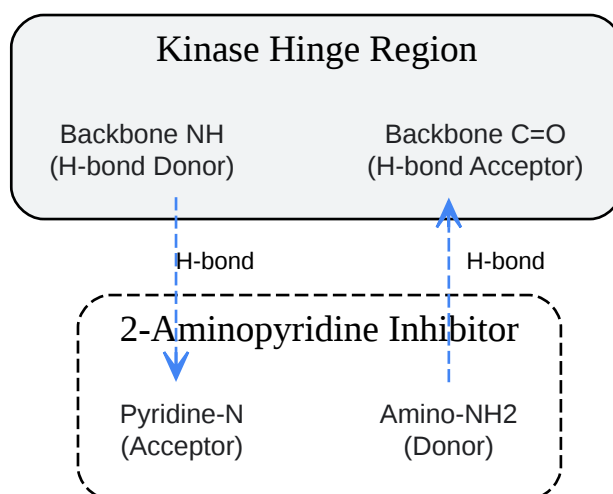 Kinase Hinge Region
Backbone NH
(H-bond Donor)
Backbone C=O
(H-bond Acceptor)
H-bond
H-bond
2-Aminopyridine Inhibitor
Pyridine-N
(Acceptor)
Amino-NH2
(Donor)